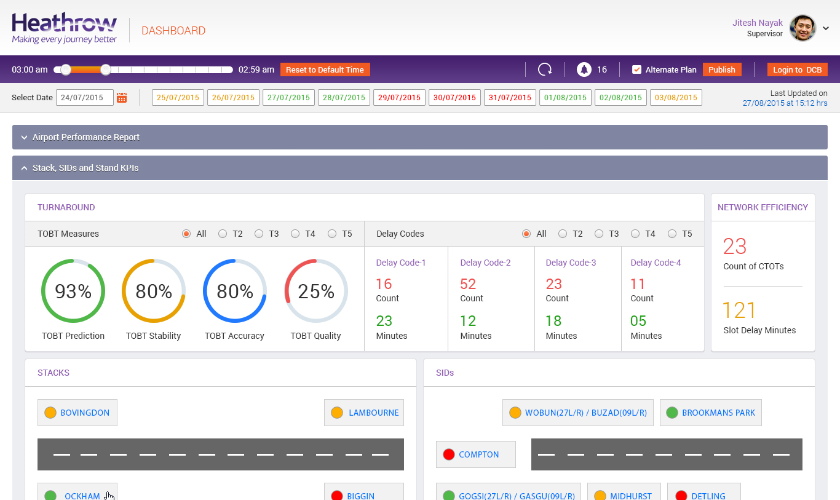 Heathrow
Making every journey better
DASHBOARD
Jitesh Nayak
Supervisor
03:00 am
02:59 am
Reset to Default Time
16
Alternate Plan
Publish
Login to DCB
Select Date
24/07/2015
25/07/2015
26/07/2015
27/07/2015
28/07/2015
29/07/2015
30/07/2015
31/07/2015
01/08/2015
02/08/2015
03/08/2015
Last Updated on
27/08/2015 at 15:12 hrs
Airport Performance Report
Stack, SIDs and Stand KPIs
TURNAROUND
TOBT Measures
All T2 T3 T4 T5
93%
80%
80%
25%
TOBT Prediction
TOBT Stability
TOBT Accuracy
TOBT Quality
Delay Codes
All T2 T3 T4 T5
Delay Code-1
16
Count
23
Minutes
Delay Code-2
52
Count
12
Minutes
Delay Code-3
23
Count
18
Minutes
Delay Code-4
11
Count
05
Minutes
NETWORK EFFICIENCY
23
Count of CTOTs
121
Slot Delay Minutes
STACKS
BOVINGDON
LAMBOURNE
OCKHAM
BIGGIN
SIDs
WOBUN(27L/R) / BUZAD(09L/R)
BROOKMANS PARK
COMPTON
GOGSI(27L/R) / GASGU(09L/R)
MIDHURST
DETLING